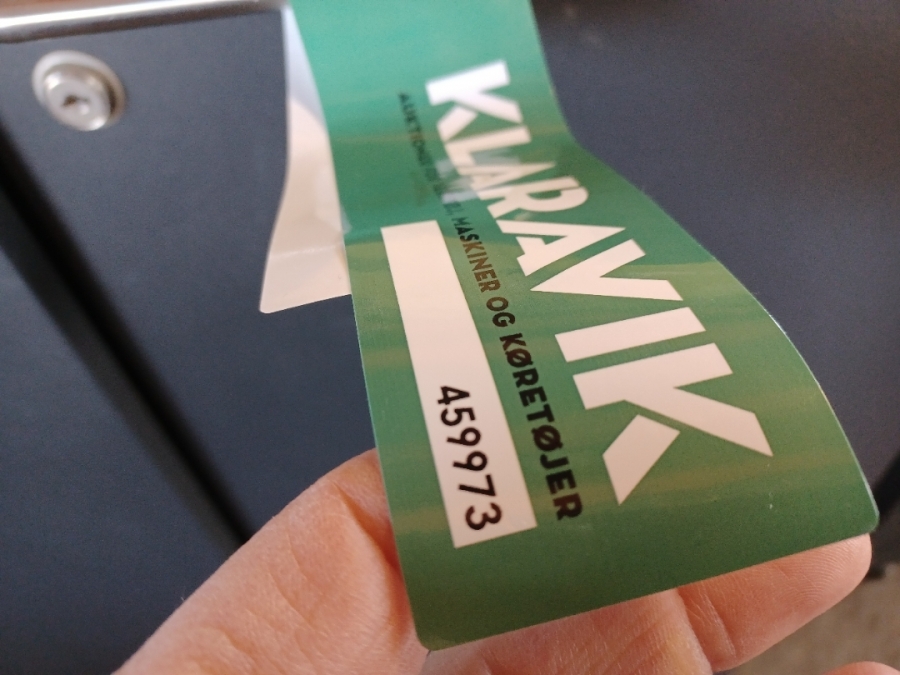 KLARAVIK
MASKINER OG KØRETØJER
459973